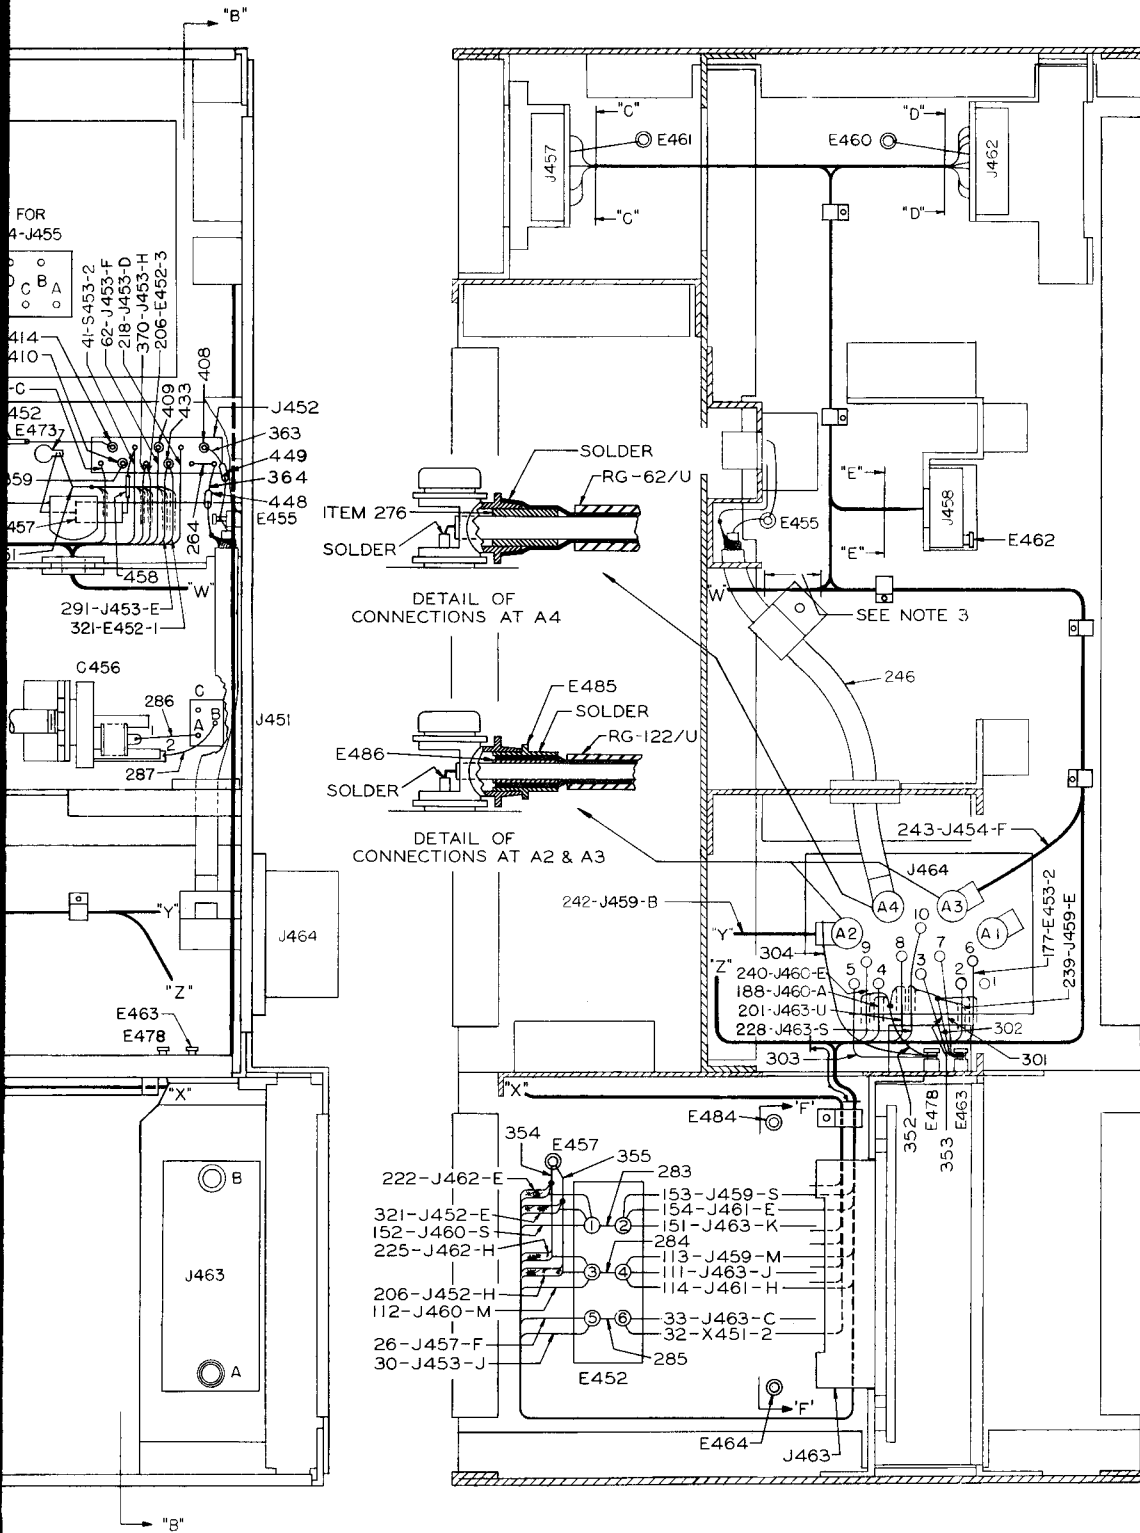 "B"
FOR
4-J455
B
C
A
41-S453-2
62-J453-F
218-J453-D
370-J453-H
206-E452-3
414
410
-C
452
E473
409
433
408
J452
363
449
364
448
E455
264
359
457
458
"W"
291-J453-E
321-E452-1
C456
286
C
A
B
1
2
287
J451
"Y"
"Z"
J464
E463
E478
"X"
B
J463
A
"B"
"C"
E461
J457
"C"
"D"
E460
J462
"D"
SOLDER
RG-62/U
ITEM 276
SOLDER
DETAIL OF
CONNECTIONS AT A4
E485
SOLDER
RG-122/U
E486
SOLDER
DETAIL OF
CONNECTIONS AT A2 & A3
E455
"E"
"E"
J458
E462
"W"
SEE NOTE 3
246
243-J454-F
J464
242-J459-B
"Y"
A4
A3
A2
A1
10
9
8
7
6
5
4
3
2
1
177-E453-2
239-J459-E
304
"Z"
240-J460-E
188-J460-A
201-J463-U
228-J463-S
303
302
301
352
E478
353
E463
"X"
E484
'F'
354
E457
355
283
222-J462-E
321-J452-E
152-J460-S
225-J462-H
206-J452-H
112-J460-M
26-J457-F
30-J453-J
1
2
3
4
5
6
153-J459-S
154-J461-E
151-J463-K
284
113-J459-M
111-J463-J
114-J461-H
33-J463-C
32-X451-2
285
E452
'F'
E464
J463